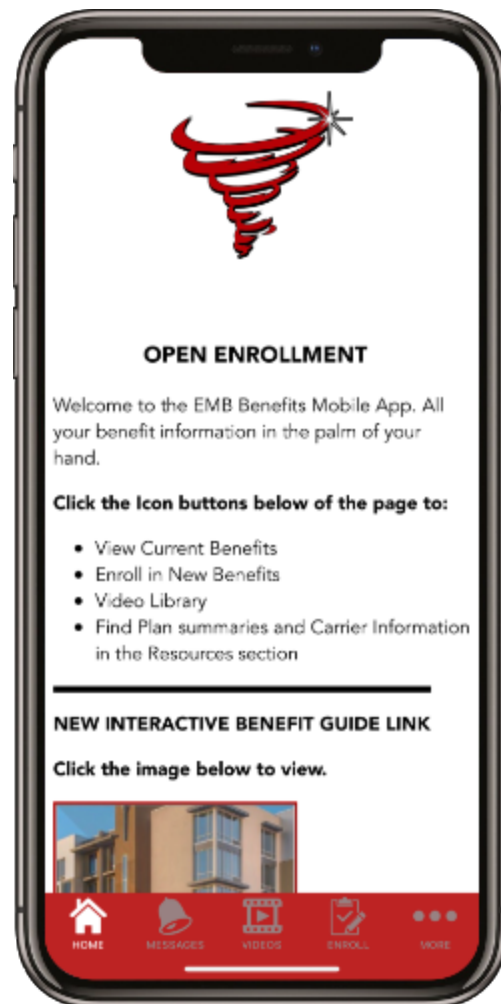 OPEN ENROLLMENT
Welcome to the EMB Benefits Mobile App. All
your benefit information in the palm of your
hand.
Click the Icon buttons below of the page to:
• View Current Benefits
• Enroll in New Benefits
• Video Library
• Find Plan summaries and Carrier Information
in the Resources section
NEW INTERACTIVE BENEFIT GUIDE LINK
Click the image below to view.
HOME MESSAGES VIDEOS ENROLL MORE